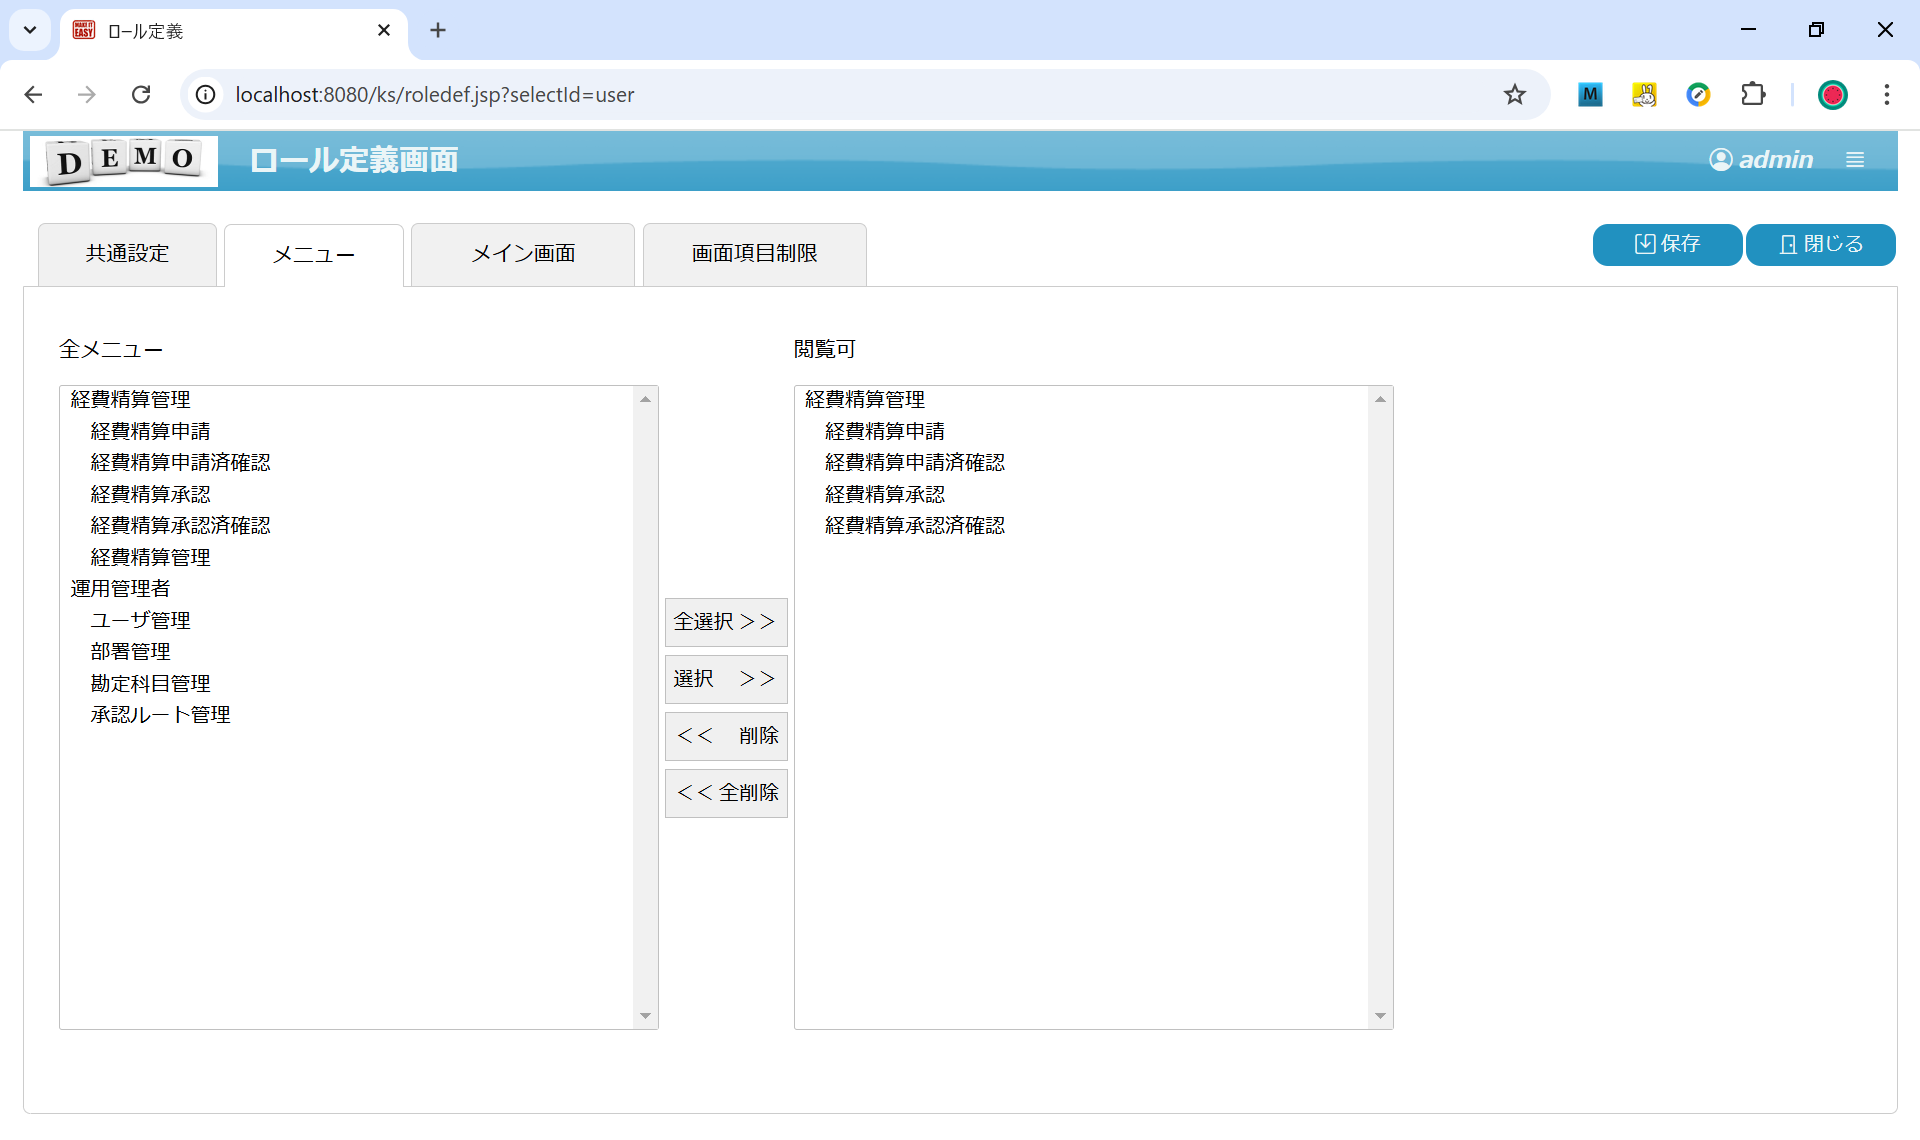 ロール定義
localhost:8080/ks/roledef.jsp?selectId=user
M
DEMO
ロール定義画面
admin
共通設定
メニュー
メイン画面
画面項目制限
保存
閉じる
全メニュー
経費精算管理
経費精算申請
経費精算申請済確認
経費精算承認
経費精算承認済確認
経費精算管理
運用管理者
ユーザ管理
部署管理
勘定科目管理
承認ルート管理
全選択 >>
選択 >>
<< 削除
<< 全削除
閲覧可
経費精算管理
経費精算申請
経費精算申請済確認
経費精算承認
経費精算承認済確認